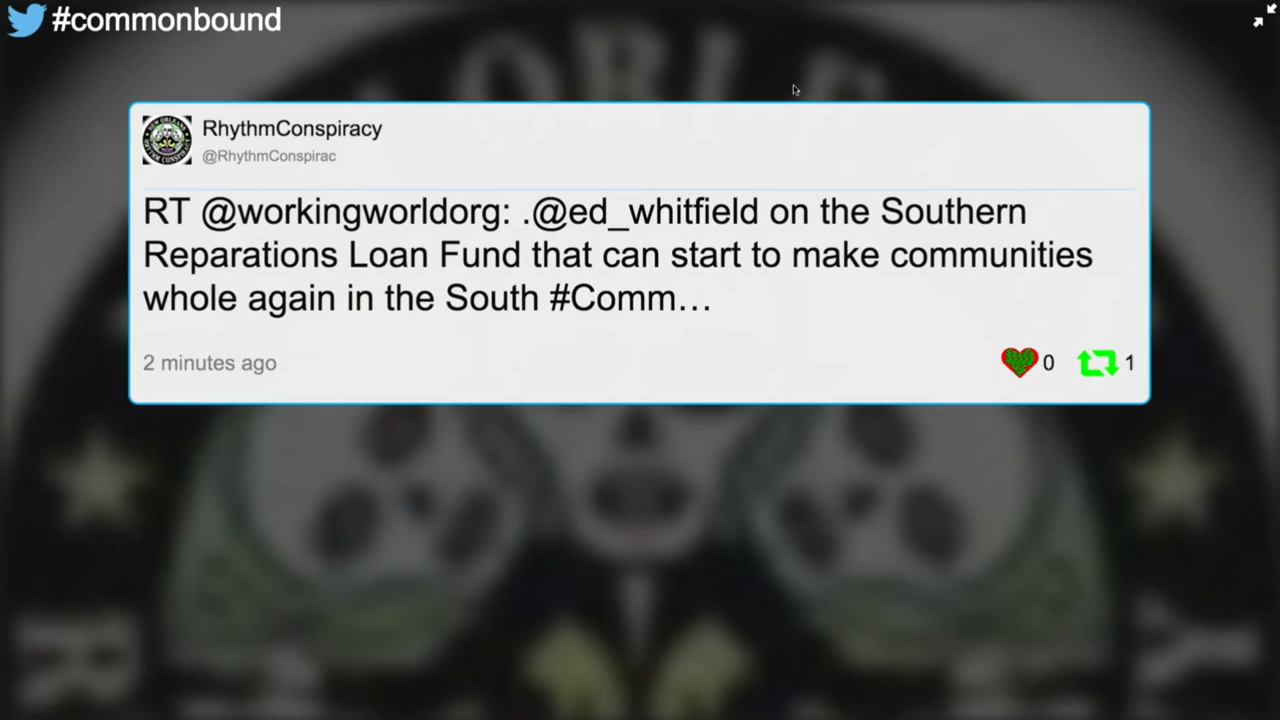 #commonbound
RhythmConspiracy
@RhythmConspirac
RT @workingworldorg: .@ed_whitfield on the Southern
Reparations Loan Fund that can start to make communities
whole again in the South #Comm…
2 minutes ago
0
1